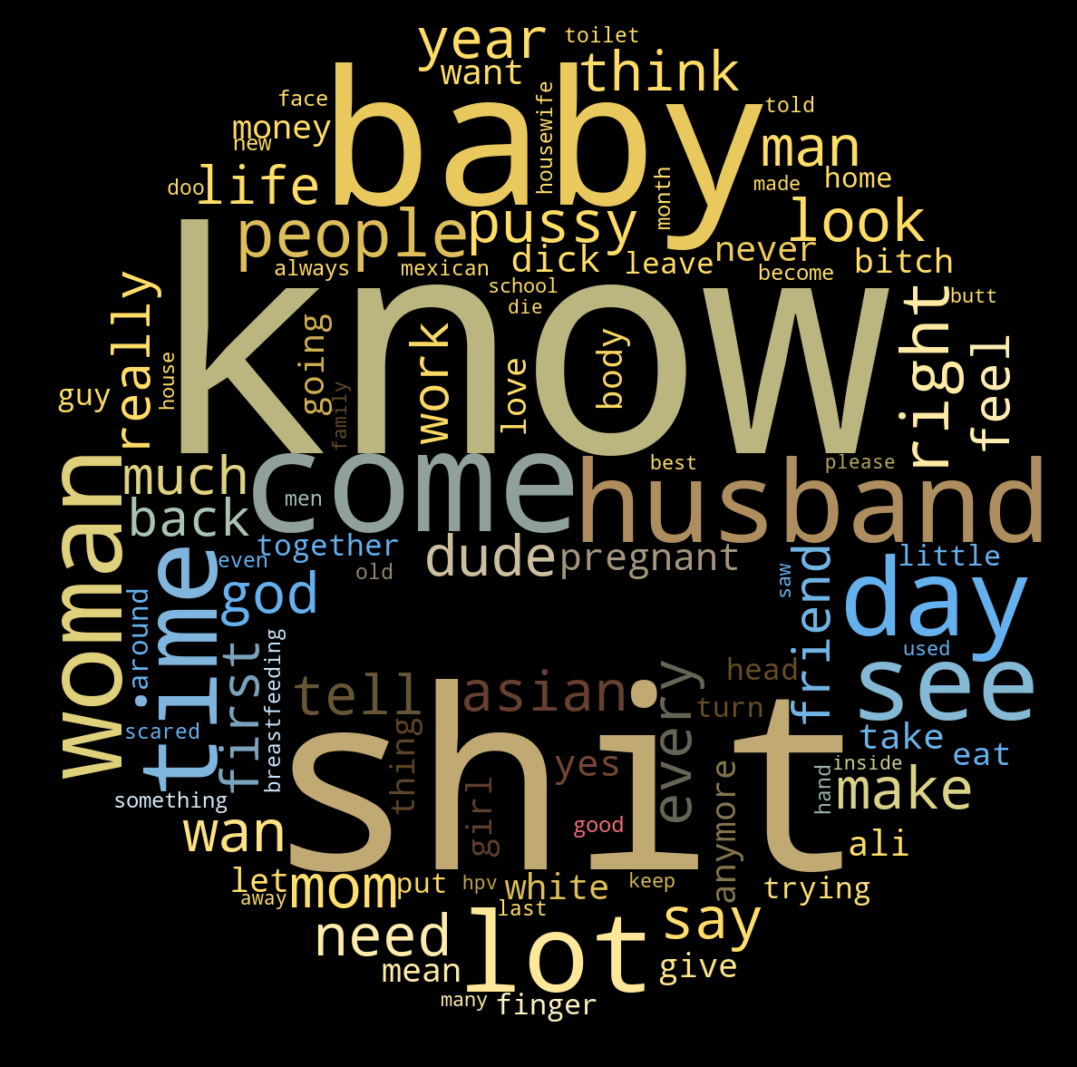 year
toilet
want
think
baby
face
money
new
housewife
told
man
doo
life
month
made
home
people
pussy
look
never
always
mexican
dick
leave
become
bitch
know
school
die
butt
really
going
work
love
body
right
feel
guy
house
family
woman
much
come
men
husband
best
please
back
together
dude
pregnant
even
old
time
god
around
first
breastfeeding
scared
something
saw
friend
little
day
used
see
tell
asian
every
head
turn
shit
thing
girl
yes
good
anymore
take
eat
inside
hand
make
wan
ali
let
away
mom
put
hpv
white
keep
trying
last
need
lot
say
mean
give
many
finger